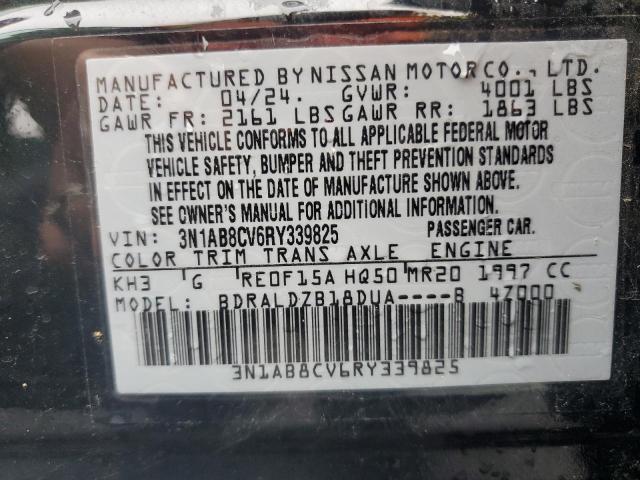 MANUFACTURED BY NISSAN MOTOR CO., LTD.
DATE: 04/24. GVWR: 4001 LBS
GAWR FR: 2161 LBS GAWR RR: 1863 LBS
THIS VEHICLE CONFORMS TO ALL APPLICABLE FEDERAL MOTOR
VEHICLE SAFETY, BUMPER AND THEFT PREVENTION STANDARDS
IN EFFECT ON THE DATE OF MANUFACTURE SHOWN ABOVE.
SEE OWNER'S MANUAL FOR ADDITIONAL INFORMATION.
VIN: 3N1AB8CV6RY339825 PASSENGER CAR.
COLOR TRIM TRANS AXLE ENGINE
KH3 G RE0F15A HQ50 MR20 1997 CC
MODEL: BDRALDZB18DUA----B 4Z000
3N1AB8CV6RY339825